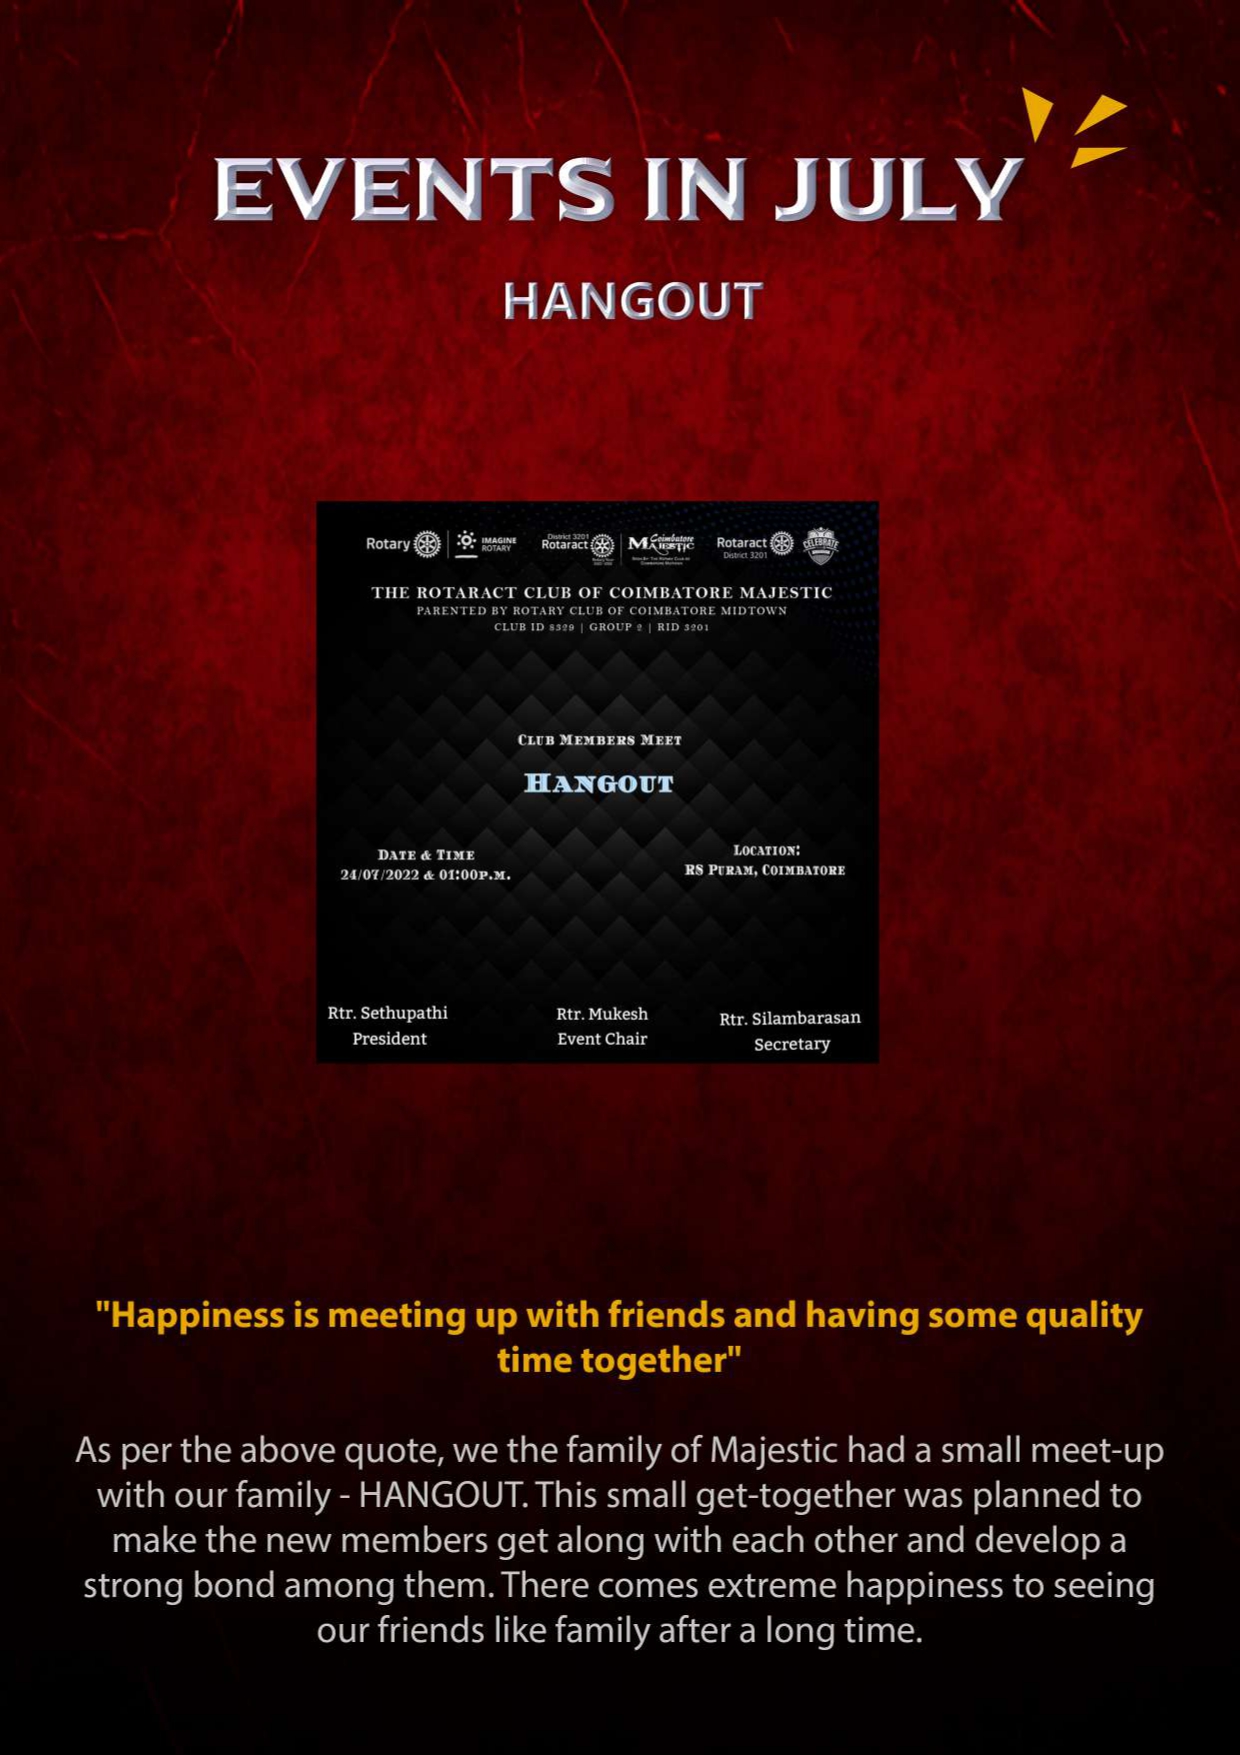 EVENTS IN JULY
HANGOUT
Rotary
IMAGINE
ROTARY
District 3201
Rotaract
Coimbatore
MAJESTIC
Rotaract
District 3201
CELEBRATE
THE ROTARACT CLUB OF COIMBATORE MAJESTIC
PARENTED BY ROTARY CLUB OF COIMBATORE MIDTOWN
CLUB ID 8329 | GROUP 2 | RID 3201
CLUB MEMBERS MEET
HANGOUT
DATE & TIME
24/07/2022 & 01:00P.M.
LOCATION:
RS PURAM, COIMBATORE
Rtr. Sethupathi
President
Rtr. Mukesh
Event Chair
Rtr. Silambarasan
Secretary
"Happiness is meeting up with friends and having some quality
time together"
As per the above quote, we the family of Majestic had a small meet-up
with our family - HANGOUT. This small get-together was planned to
make the new members get along with each other and develop a
strong bond among them. There comes extreme happiness to seeing
our friends like family after a long time.